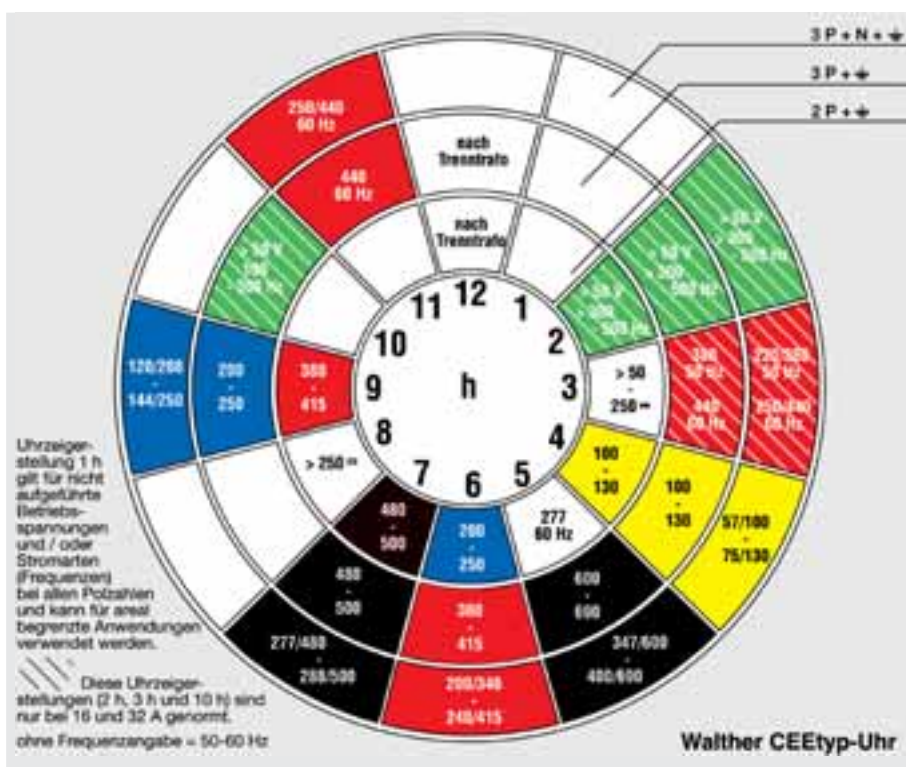 3 P + N + ⏚
3 P + ⏚
2 P + ⏚
250/440
60 Hz
440
60 Hz
nach
Trenntrafo
nach
Trenntrafo
> 50 V
500 Hz
> 50 V
> 300
500 Hz
> 50 V
> 300
500 Hz
> 50 V
> 300
500 Hz
12
1
2
3
4
5
6
7
8
9
10
11
h
120/208
-
144/250
200
-
250
380
-
415
> 50
-
250 =
380
50 Hz
440
60 Hz
220/380
50 Hz
250/440
60 Hz
100
-
130
100
-
130
57/100
-
75/130
277
60 Hz
600
-
690
347/600
-
200
-
250
380
-
415
200/346
-
240/415
480
-
500
480
-
500
277/480
-
288/500
> 250 =
Uhrzeiger-
stellung 1 h
gilt für nicht
aufgeführte
Betriebs-
spannungen
und / oder
Stromarten
(Frequenzen)
bei allen Polzahlen
und kann für areal
begrenzte Anwendungen
verwendet werden.
Diese Uhrzeiger-
stellungen (2 h, 3 h und 10 h) sind
nur bei 16 und 32 A genormt.
ohne Frequenzangabe = 50-60 Hz
Walther CEEtyp-Uhr